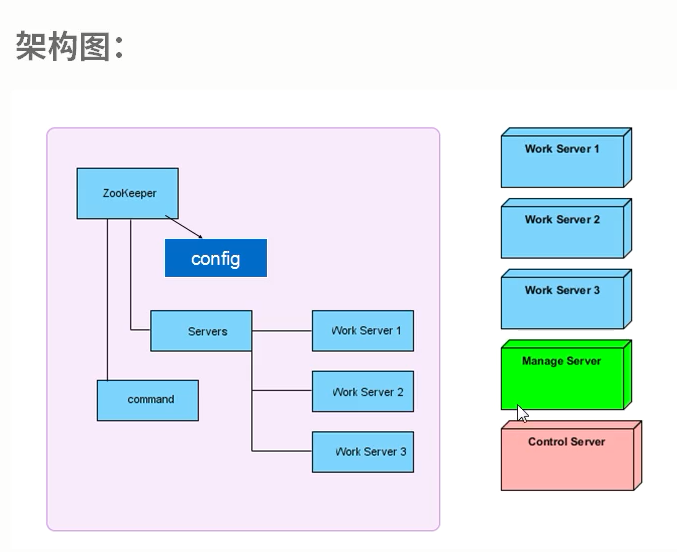 架构图：
ZooKeeper
config
Servers
command
Work Server 1
Work Server 2
Work Server 3
Work Server 1
Work Server 2
Work Server 3
Manage Server
Control Server